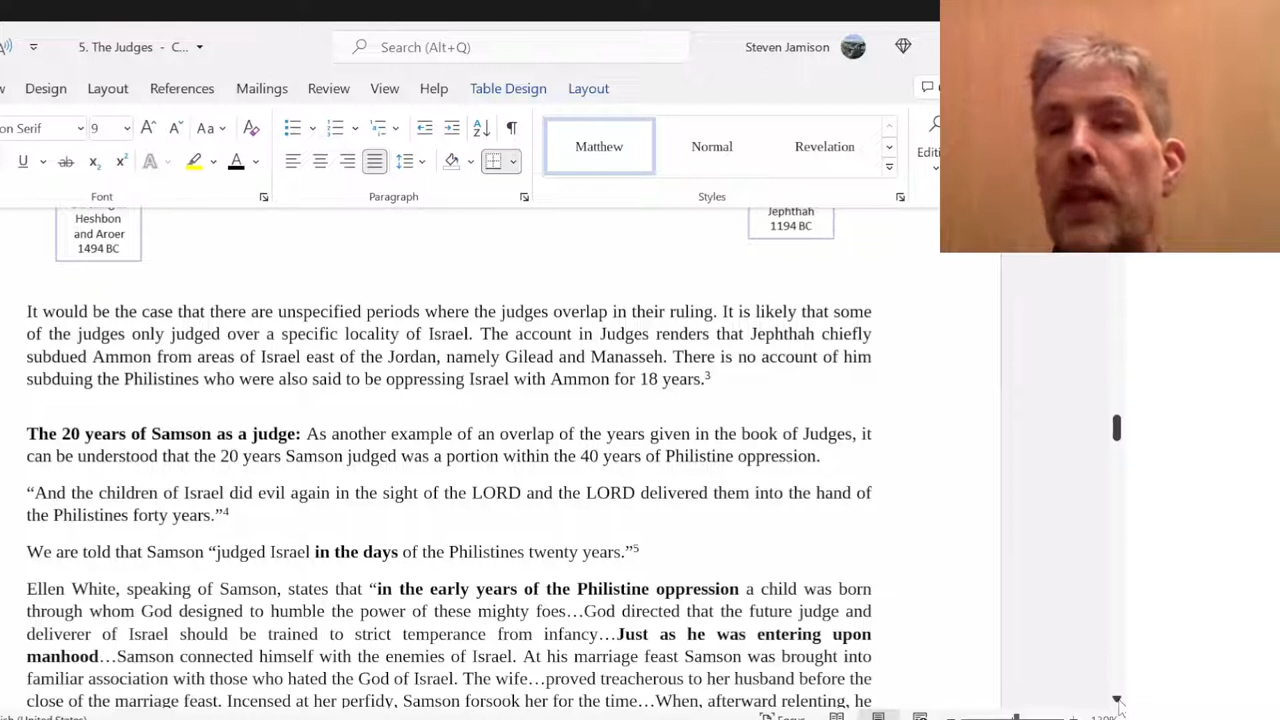 5. The Judges - C...
Search (Alt+Q)
Steven Jamison
Design Layout References Mailings Review View Help Table Design Layout
on Serif 9 Aa
U ab x₂ x² A A A
Matthew Normal Revelation
Editi
Font Paragraph Styles
Heshbon
and Aroer
1494 BC
Jephthah
1194 BC
It would be the case that there are unspecified periods where the judges overlap in their ruling. It is likely that some
of the judges only judged over a specific locality of Israel. The account in Judges renders that Jephthah chiefly
subdued Ammon from areas of Israel east of the Jordan, namely Gilead and Manasseh. There is no account of him
subduing the Philistines who were also said to be oppressing Israel with Ammon for 18 years.³
The 20 years of Samson as a judge: As another example of an overlap of the years given in the book of Judges, it
can be understood that the 20 years Samson judged was a portion within the 40 years of Philistine oppression.
“And the children of Israel did evil again in the sight of the LORD and the LORD delivered them into the hand of
the Philistines forty years.”⁴
We are told that Samson “judged Israel in the days of the Philistines twenty years.”⁵
Ellen White, speaking of Samson, states that “in the early years of the Philistine oppression a child was born
through whom God designed to humble the power of these mighty foes…God directed that the future judge and
deliverer of Israel should be trained to strict temperance from infancy…Just as he was entering upon
manhood…Samson connected himself with the enemies of Israel. At his marriage feast Samson was brought into
familiar association with those who hated the God of Israel. The wife…proved treacherous to her husband before the
close of the marriage feast. Incensed at her perfidy, Samson forsook her for the time…When, afterward relenting, he